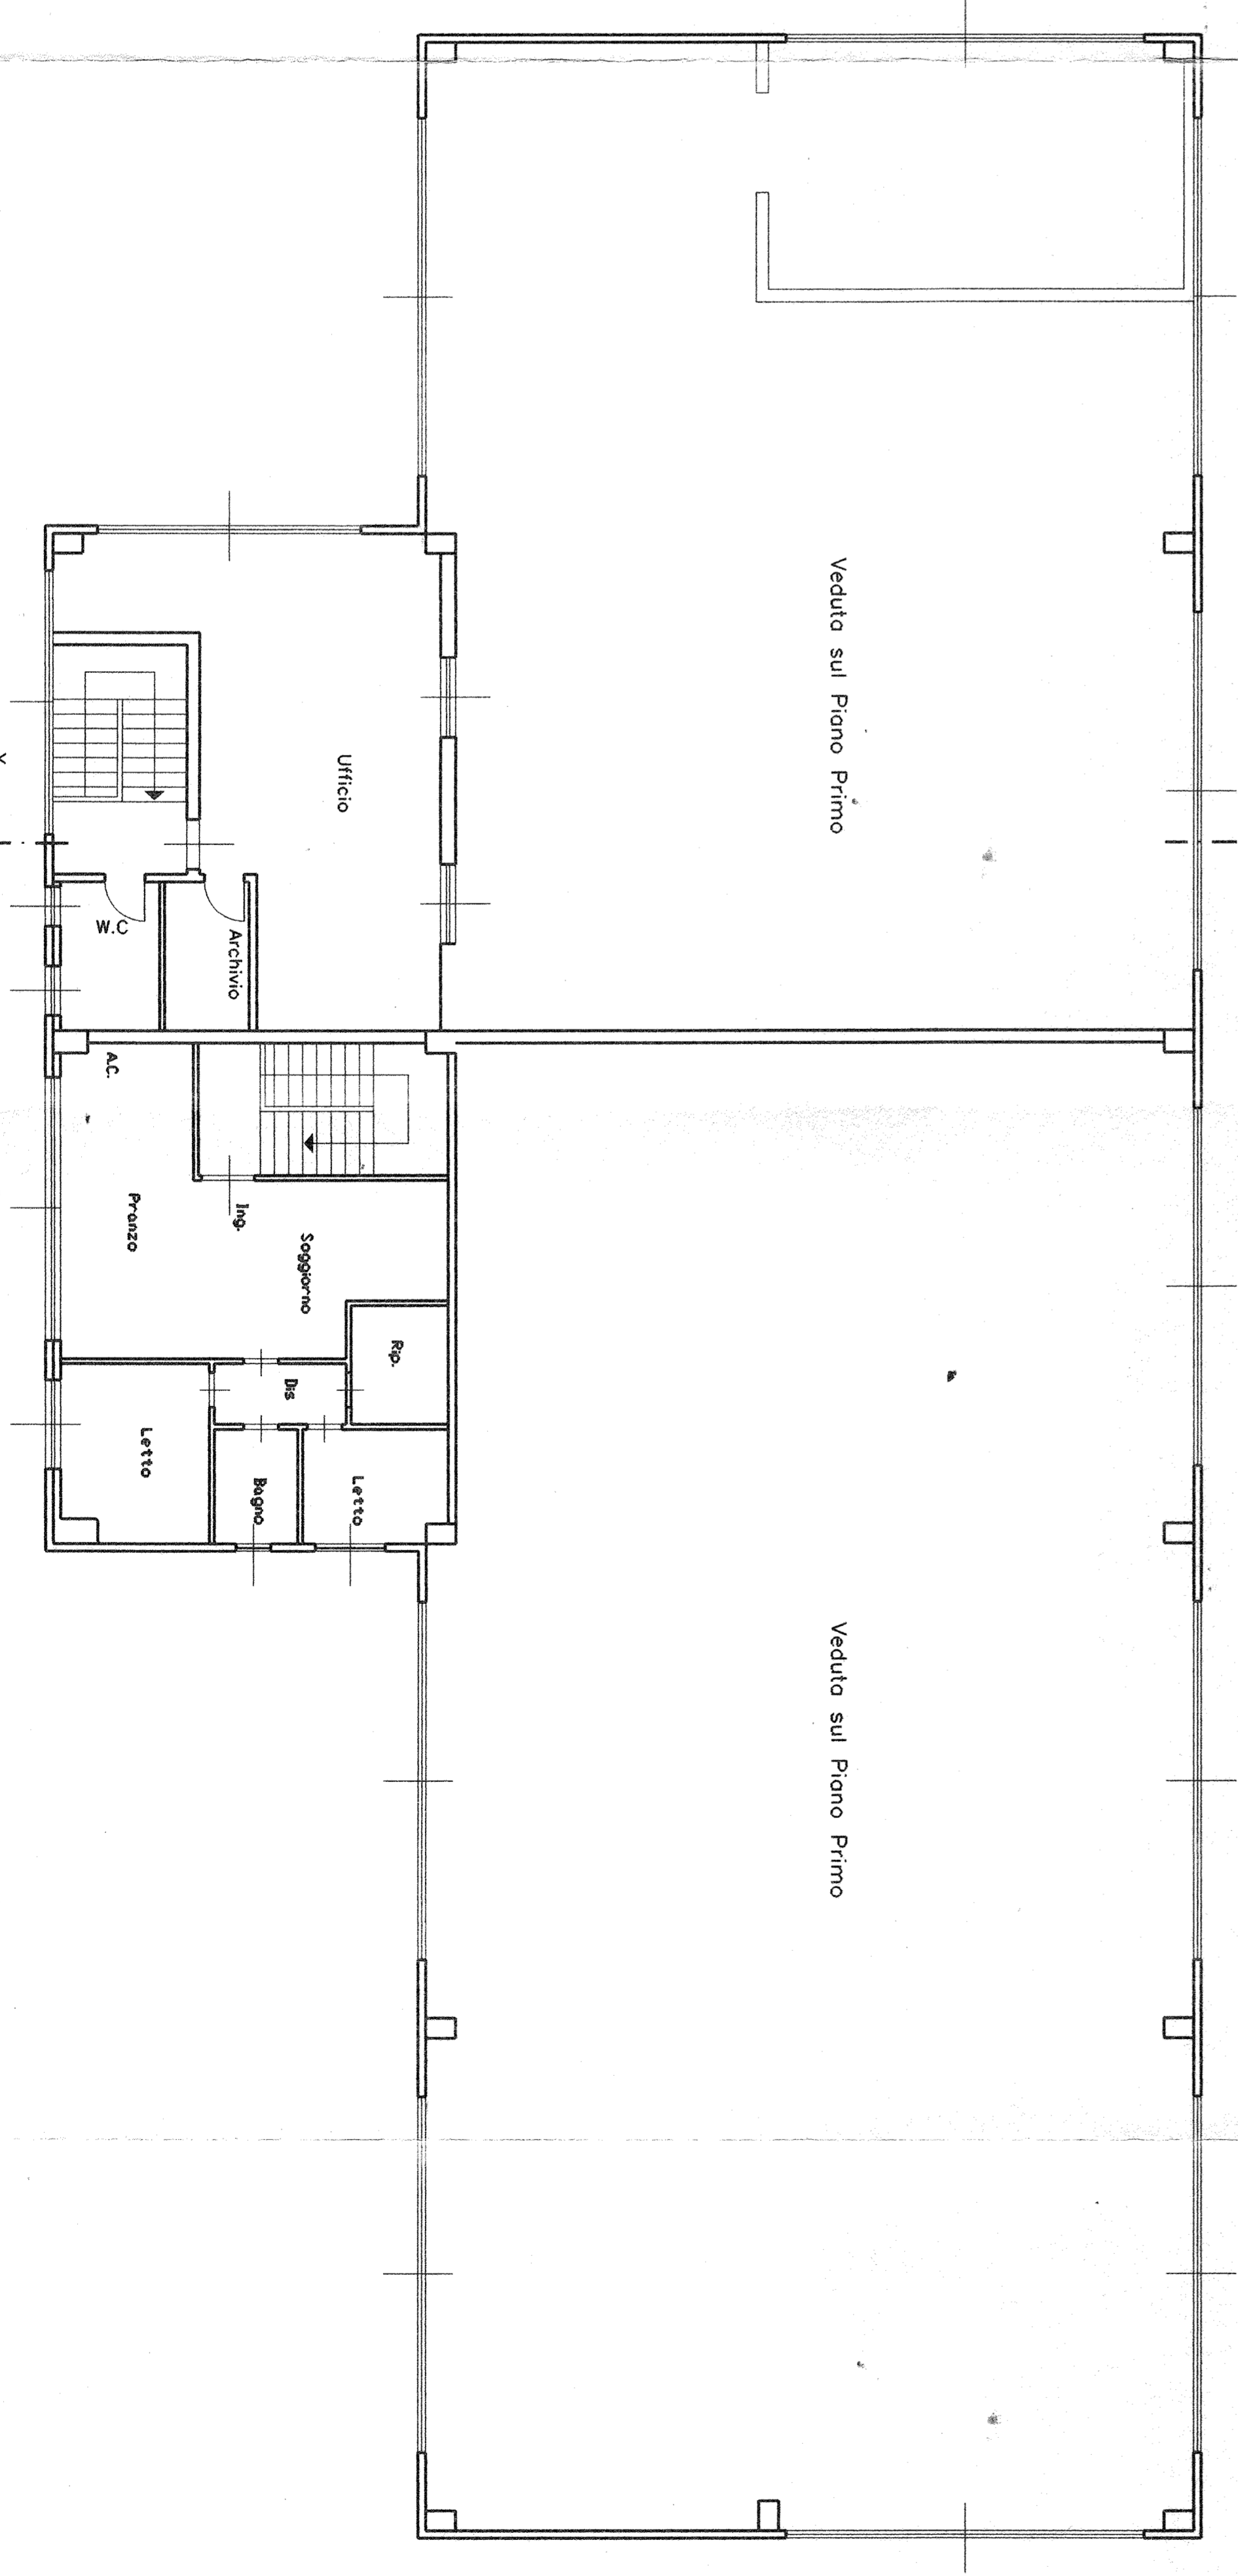 Veduta sul Piano Primo
Ufficio
W.C
Archivio
A.C.
Pranzo
Ing.
Soggiorno
Rip.
Dis
Letto
Bagno
Letto
Veduta sul Piano Primo